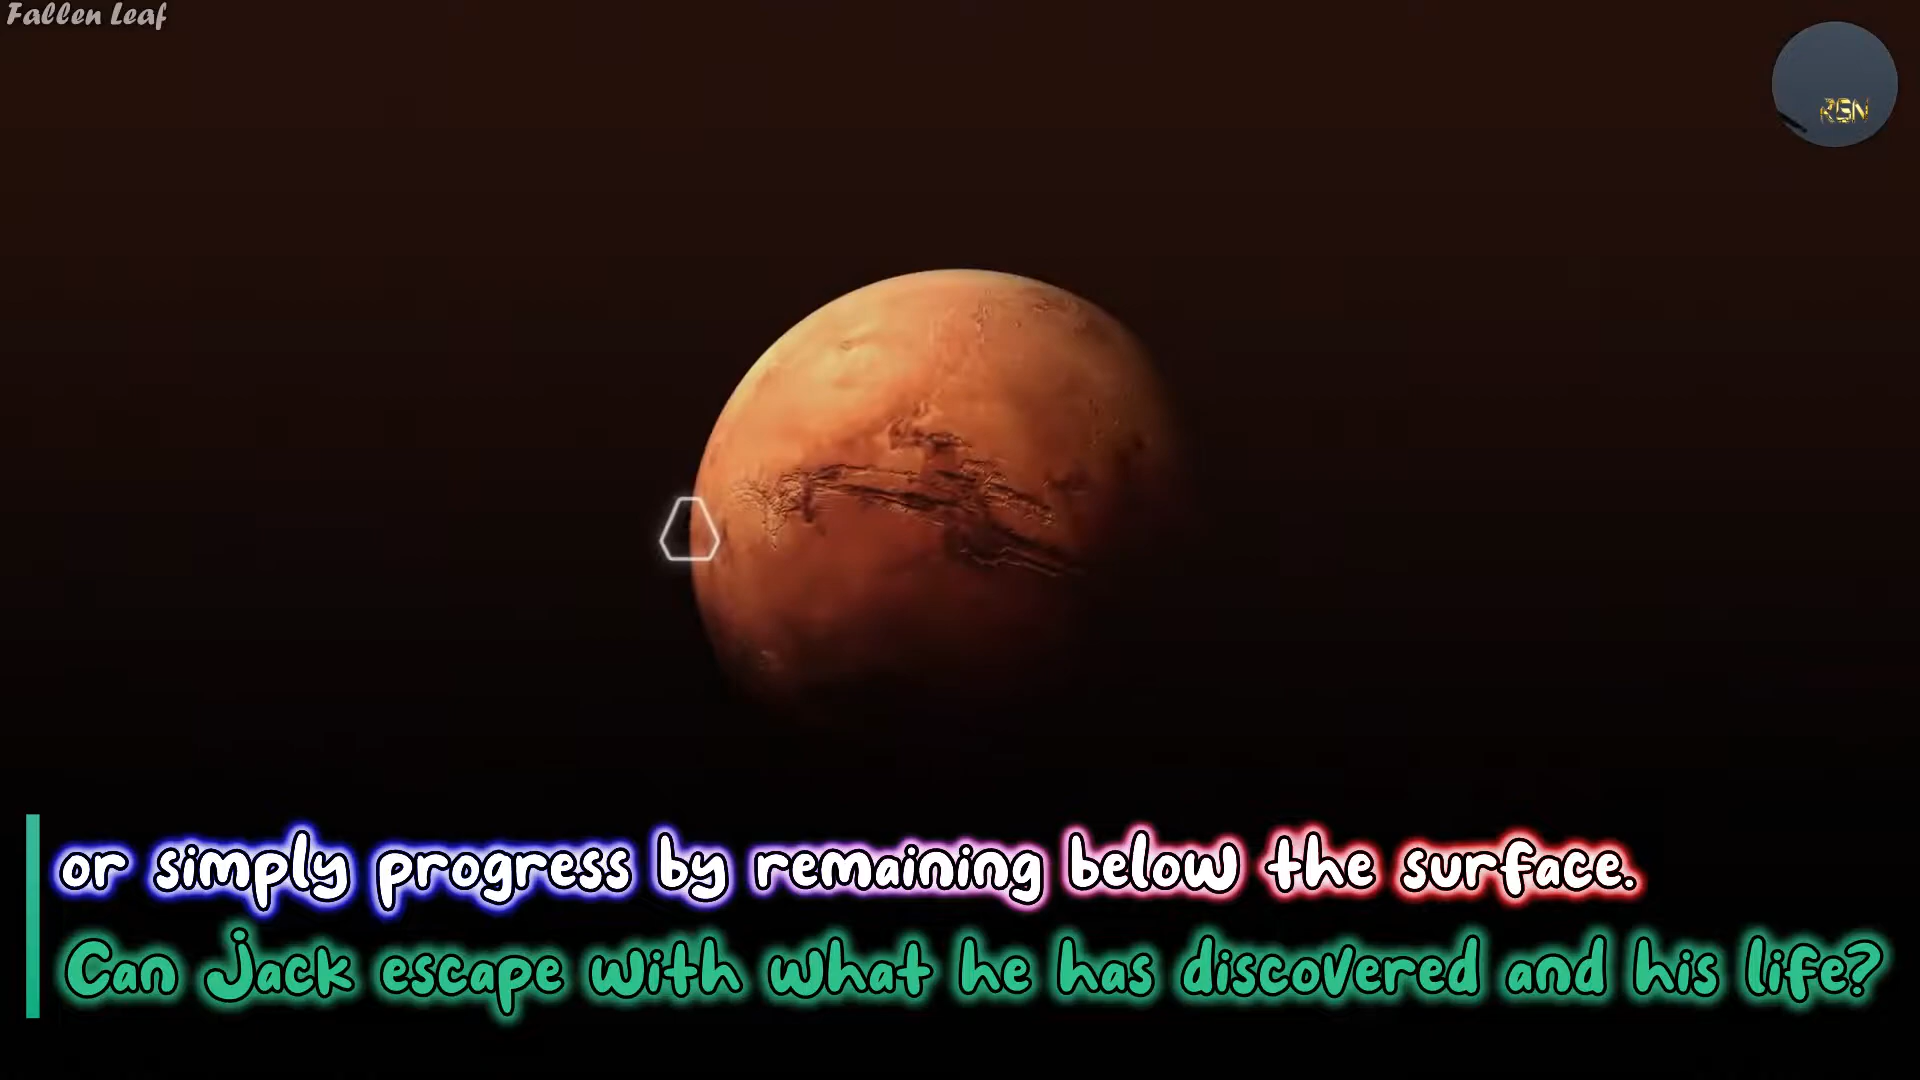 Fallen Leaf
RGN
or simply progress by remaining below the surface.
Can Jack escape with what he has discovered and his life?